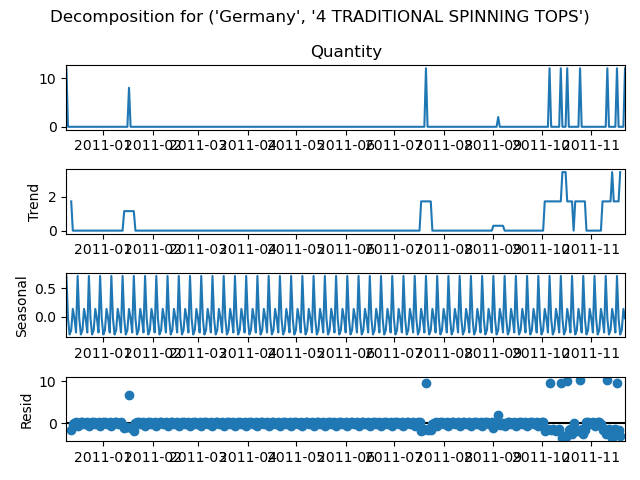 Decomposition for ('Germany', '4 TRADITIONAL SPINNING TOPS')
Quantity
10
0
2011-01 2011-02 2011-03 2011-04 2011-05 2011-06 2011-07 2011-08 2011-09 2011-10 2011-11
Trend
2
0
2011-01 2011-02 2011-03 2011-04 2011-05 2011-06 2011-07 2011-08 2011-09 2011-10 2011-11
Seasonal
0.5
0.0
2011-01 2011-02 2011-03 2011-04 2011-05 2011-06 2011-07 2011-08 2011-09 2011-10 2011-11
Resid
10
0
2011-01 2011-02 2011-03 2011-04 2011-05 2011-06 2011-07 2011-08 2011-09 2011-10 2011-11